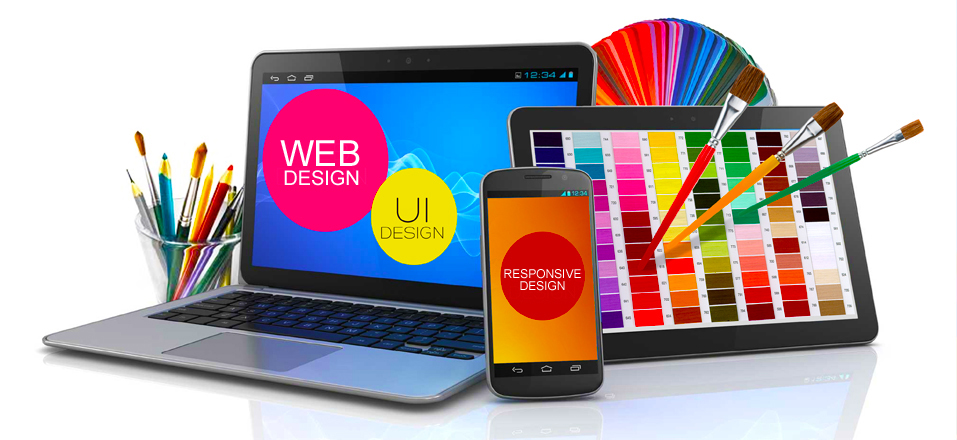 12:34
WEB
DESIGN
UI
DESIGN
12:34
RESPONSIVE
DESIGN